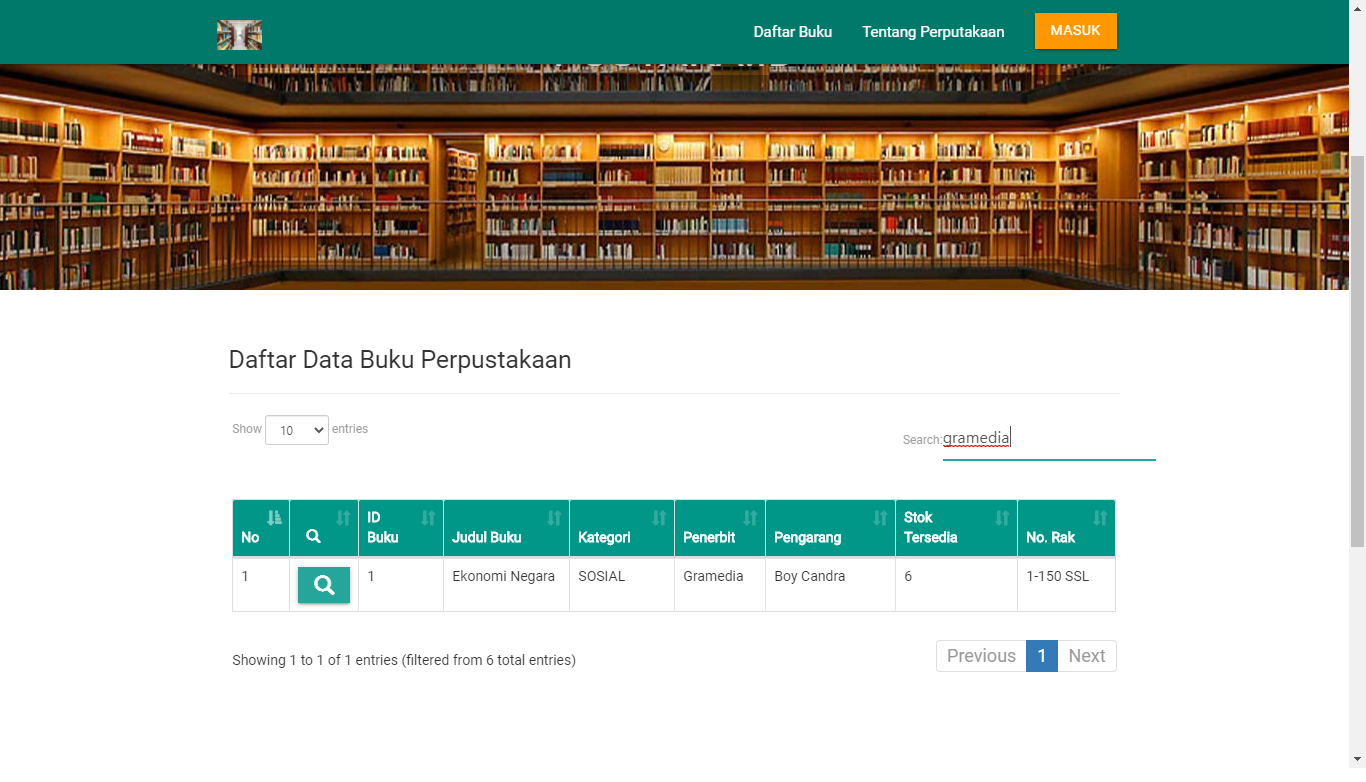 Daftar Buku Tentang Perputakaan MASUK
Daftar Data Buku Perpustakaan
Show 10 entries
Search:gramedia
No ID Buku Judul Buku Kategori Penerbit Pengarang Stok Tersedia No. Rak
1 1 Ekonomi Negara SOSIAL Gramedia Boy Candra 6 1-150 SSL
Showing 1 to 1 of 1 entries (filtered from 6 total entries)
Previous 1 Next